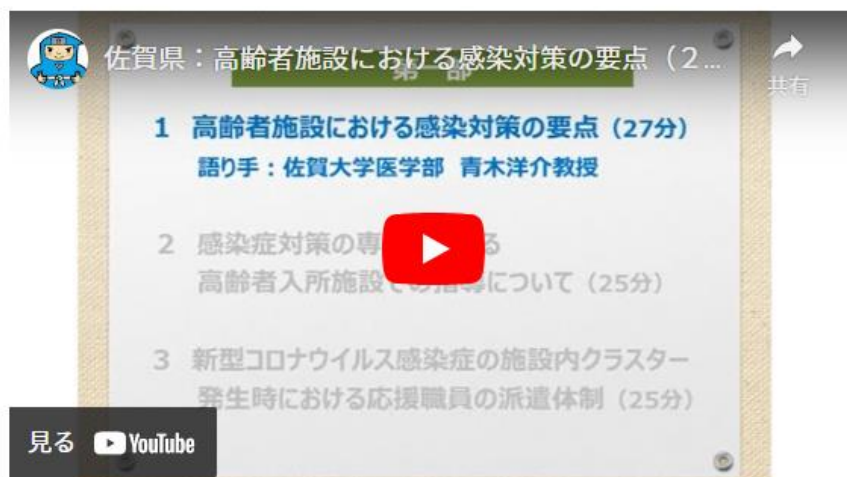 佐賀県：高齢者施設における感染対策の要点（２...
共有
第一部
1 高齢者施設における感染対策の要点（27分）
語り手：佐賀大学医学部 青木洋介教授
2 感染症対策の専 る
高齢者入所施設 について（25分）
3 新型コロナウイルス感染症の施設内クラスター
発生時における応援職員の派遣体制（25分）
見る YouTube